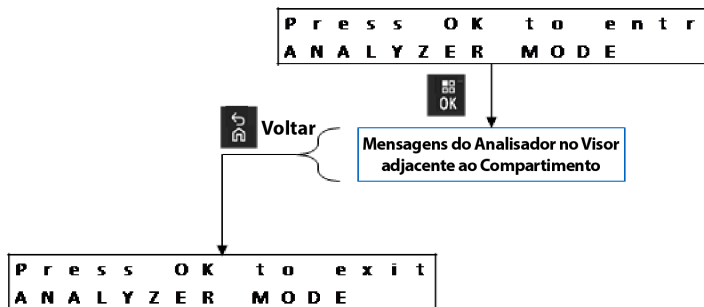 Press OK to entr
ANALYZER MODE
OK
Voltar
Mensagens do Analisador no Visor
adjacente ao Compartimento
Press OK to exit
ANALYZER MODE